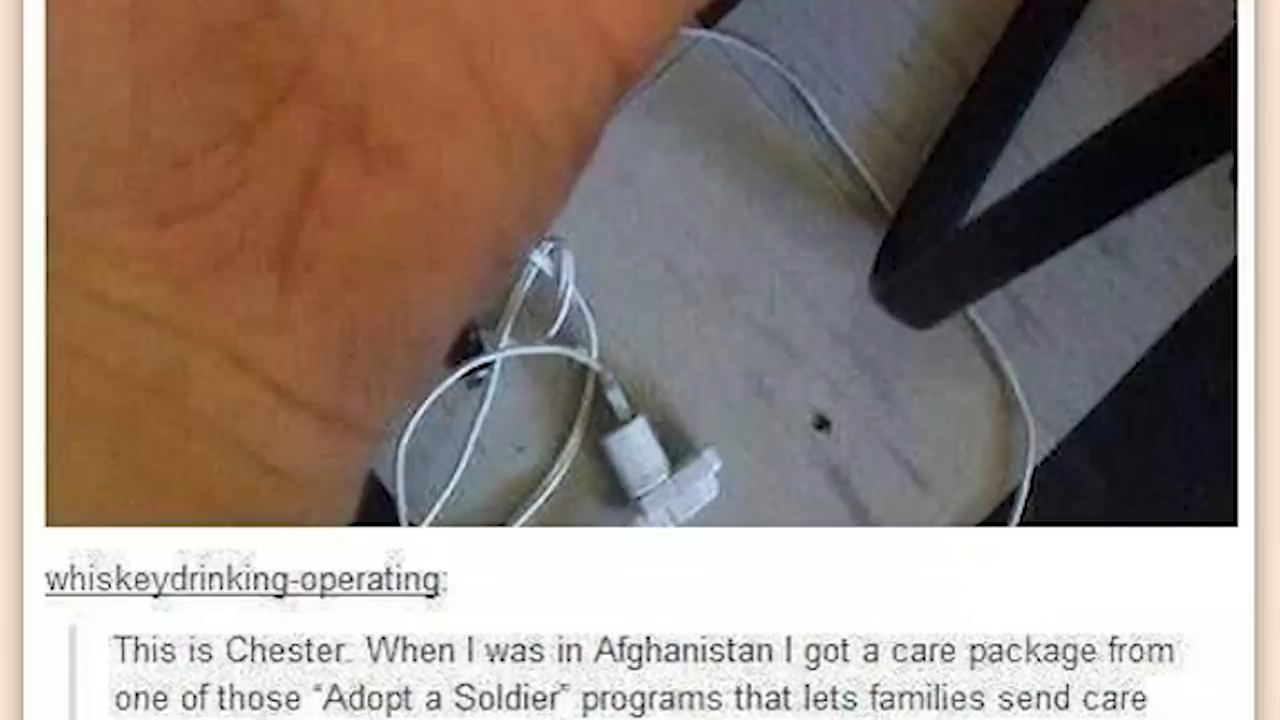 whiskeydrinking-operating:
This is Chester. When I was in Afghanistan I got a care package from
one of those "Adopt a Soldier" programs that lets families send care